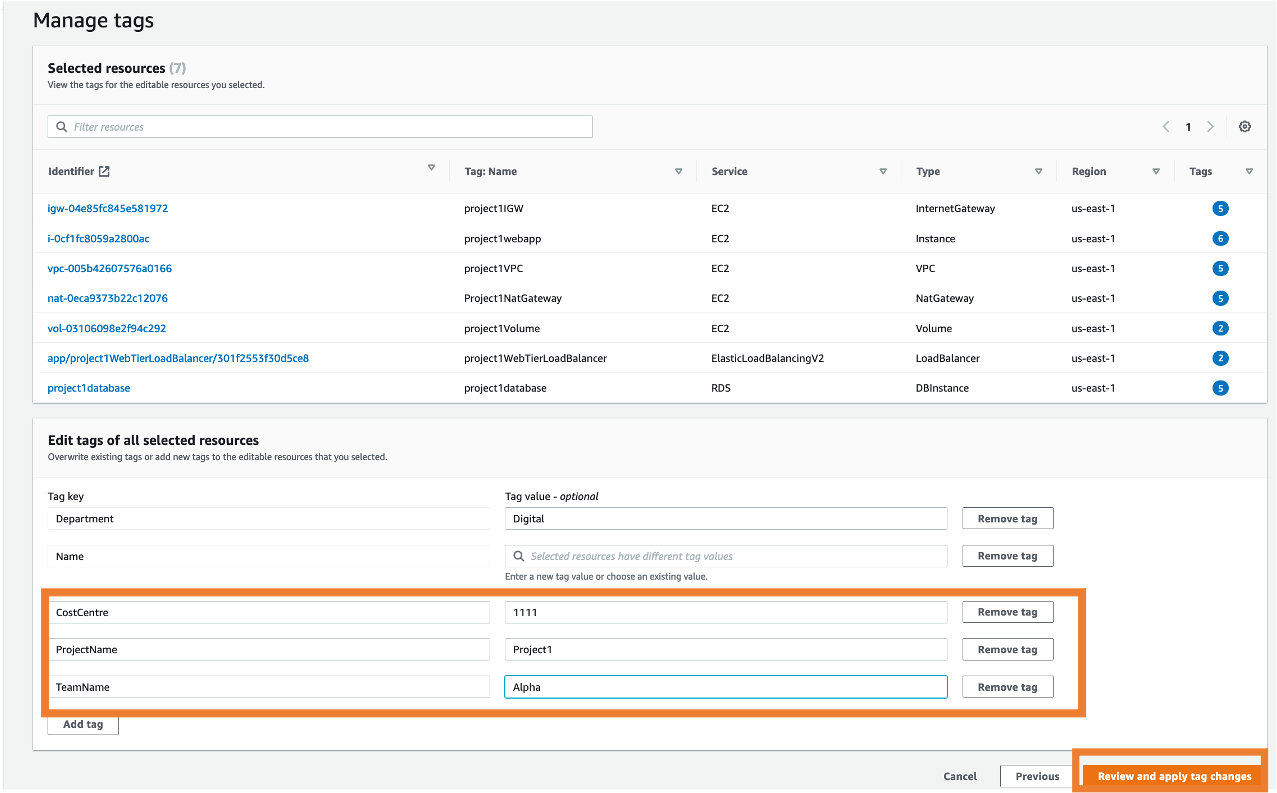 Manage tags
Selected resources (7)
View the tags for the editable resources you selected.
Filter resources
1
Identifier Tag: Name Service Type Region Tags
igw-04e85fc845e581972 project1IGW EC2 InternetGateway us-east-1 5
i-0cf1fc8059a2800ac project1webapp EC2 Instance us-east-1 6
vpc-005b42607576a0166 project1VPC EC2 VPC us-east-1 5
nat-0eca9373b22c12076 Project1NatGateway EC2 NatGateway us-east-1 5
vol-03106098e2f94c292 project1Volume EC2 Volume us-east-1 2
app/project1WebTierLoadBalancer/301f2553f30d5ce8 project1WebTierLoadBalancer ElasticLoadBalancingV2 LoadBalancer us-east-1 2
project1database project1database RDS DBInstance us-east-1 5
Edit tags of all selected resources
Overwrite existing tags or add new tags to the editable resources that you selected.
Tag key Tag value - optional
Department Digital Remove tag
Name Selected resources have different tag values Remove tag
Enter a new tag value or choose an existing value.
CostCentre 1111 Remove tag
ProjectName Project1 Remove tag
TeamName Alpha Remove tag
Add tag
Cancel Previous Review and apply tag changes